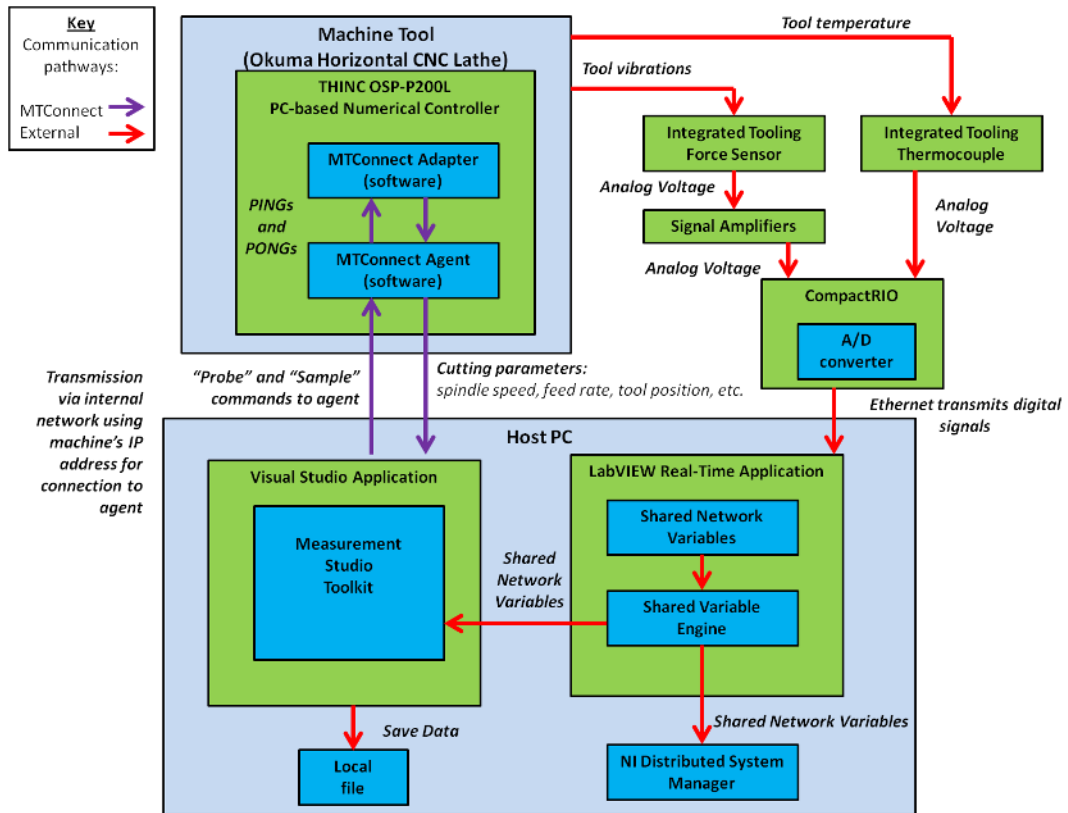 Key
Communication
pathways:
MTConnect
External
Machine Tool
(Okuma Horizontal CNC Lathe)
THINC OSP-P200L
PC-based Numerical Controller
MTConnect Adapter
(software)
PINGs
and
PONGs
MTConnect Agent
(software)
Tool temperature
Tool vibrations
Integrated Tooling
Force Sensor
Integrated Tooling
Thermocouple
Analog Voltage
Signal Amplifiers
Analog
Voltage
Analog Voltage
CompactRIO
A/D
converter
Transmission
via internal
network using
machine's IP
address for
connection to
agent
"Probe" and "Sample"
commands to agent
Cutting parameters:
spindle speed, feed rate, tool position, etc.
Ethernet transmits digital
signals
Host PC
Visual Studio Application
Measurement
Studio
Toolkit
LabVIEW Real-Time Application
Shared Network
Variables
Shared
Network
Variables
Shared Variable
Engine
Shared Network Variables
Save Data
Local
file
NI Distributed System
Manager